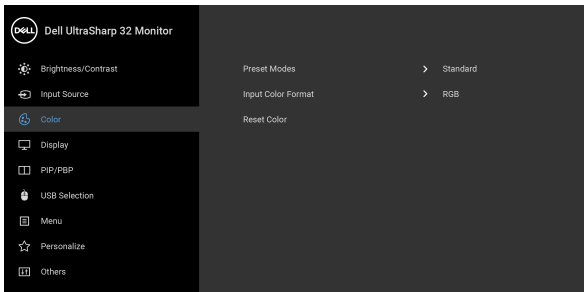 DELL Dell UltraSharp 32 Monitor
Brightness/Contrast
Preset Modes > Standard
Input Source
Input Color Format > RGB
Color
Reset Color
Display
PIP/PBP
USB Selection
Menu
Personalize
Others